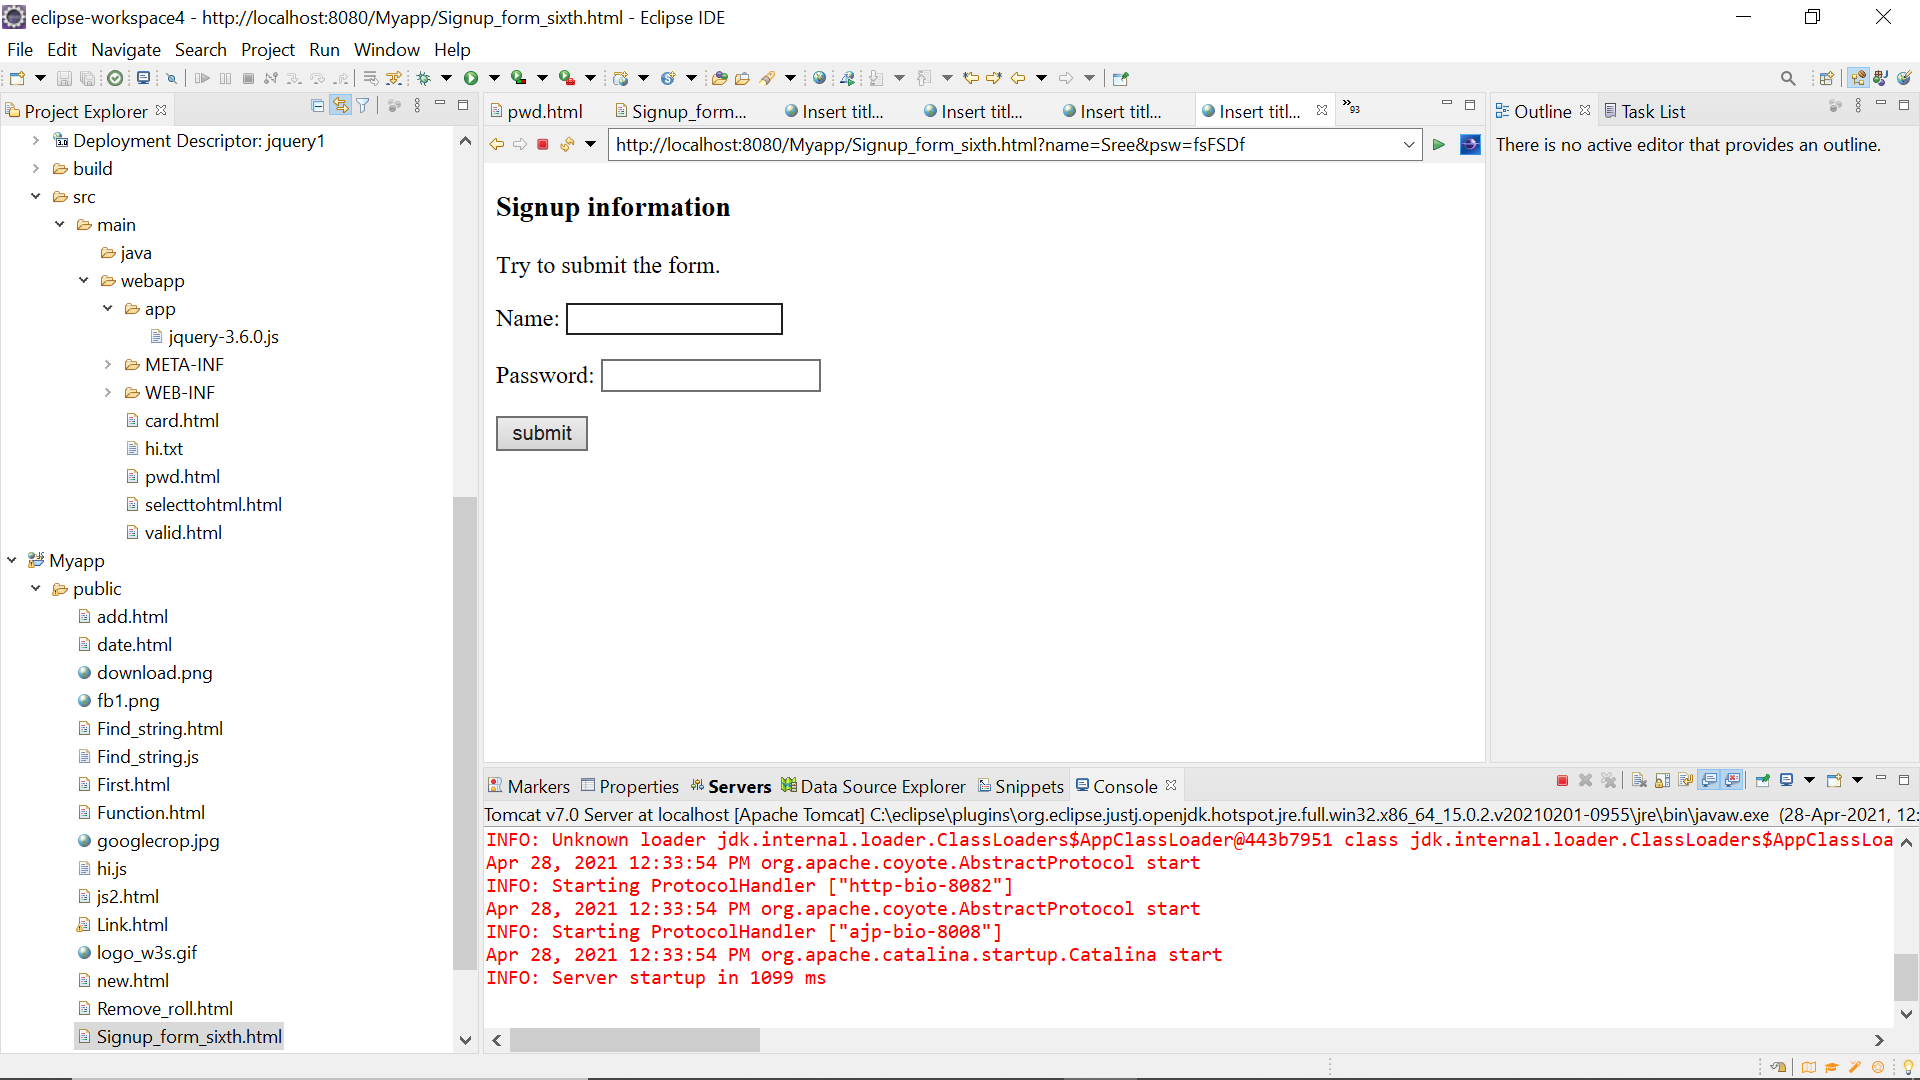 eclipse-workspace4 - http://localhost:8080/Myapp/Signup_form_sixth.html - Eclipse IDE
File Edit Navigate Search Project Run Window Help
Project Explorer
Deployment Descriptor: jquery1
build
src
main
java
webapp
app
jquery-3.6.0.js
META-INF
WEB-INF
card.html
hi.txt
pwd.html
selecttohtml.html
valid.html
Myapp
public
add.html
date.html
download.png
fb1.png
Find_string.html
Find_string.js
First.html
Function.html
googlecrop.jpg
hi.js
js2.html
Link.html
logo_w3s.gif
new.html
Remove_roll.html
Signup_form_sixth.html
pwd.html Signup_form... Insert titl... Insert titl... Insert titl... Insert titl... »93
http://localhost:8080/Myapp/Signup_form_sixth.html?name=Sree&psw=fsFSDf
Signup information
Try to submit the form.
Name:
Password:
submit
Outline Task List
There is no active editor that provides an outline.
Markers Properties Servers Data Source Explorer Snippets Console
Tomcat v7.0 Server at localhost [Apache Tomcat] C:\eclipse\plugins\org.eclipse.justj.openjdk.hotspot.jre.full.win32.x86_64_15.0.2.v20210201-0955\jre\bin\javaw.exe (28-Apr-2021, 12:
INFO: Unknown loader jdk.internal.loader.ClassLoaders$AppClassLoader@443b7951 class jdk.internal.loader.ClassLoaders$AppClassLoa
Apr 28, 2021 12:33:54 PM org.apache.coyote.AbstractProtocol start
INFO: Starting ProtocolHandler ["http-bio-8082"]
Apr 28, 2021 12:33:54 PM org.apache.coyote.AbstractProtocol start
INFO: Starting ProtocolHandler ["ajp-bio-8008"]
Apr 28, 2021 12:33:54 PM org.apache.catalina.startup.Catalina start
INFO: Server startup in 1099 ms